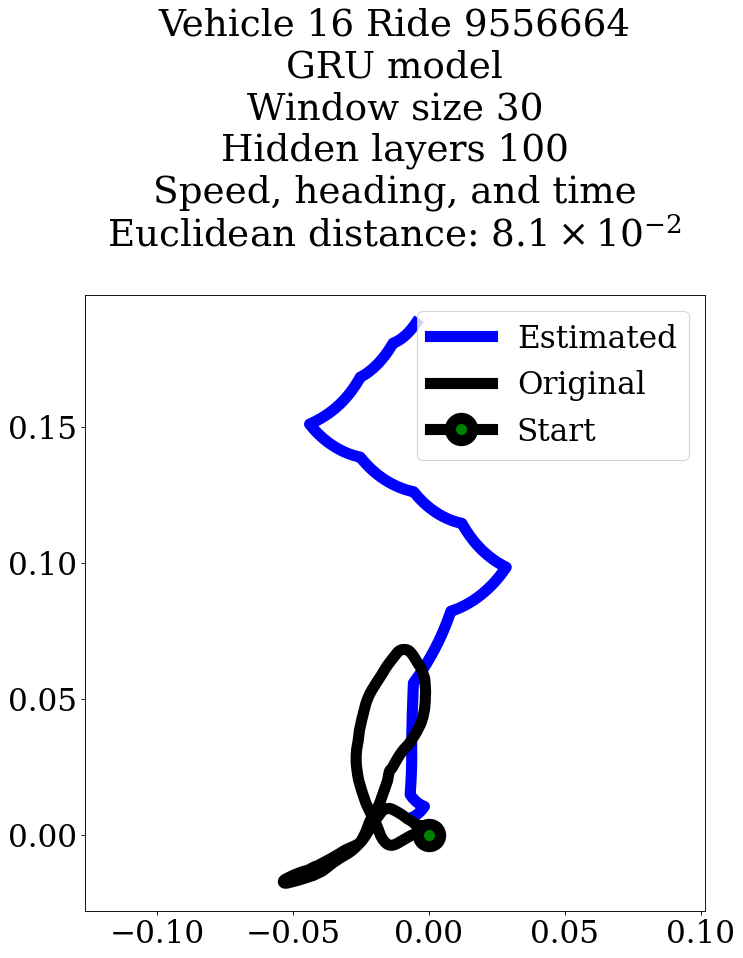 Vehicle 16 Ride 9556664
GRU model
Window size 30
Hidden layers 100
Speed, heading, and time
Euclidean distance: 8.1 × 10⁻²
Estimated
Original
Start
0.15
0.10
0.05
0.00
−0.10 −0.05 0.00 0.05 0.10